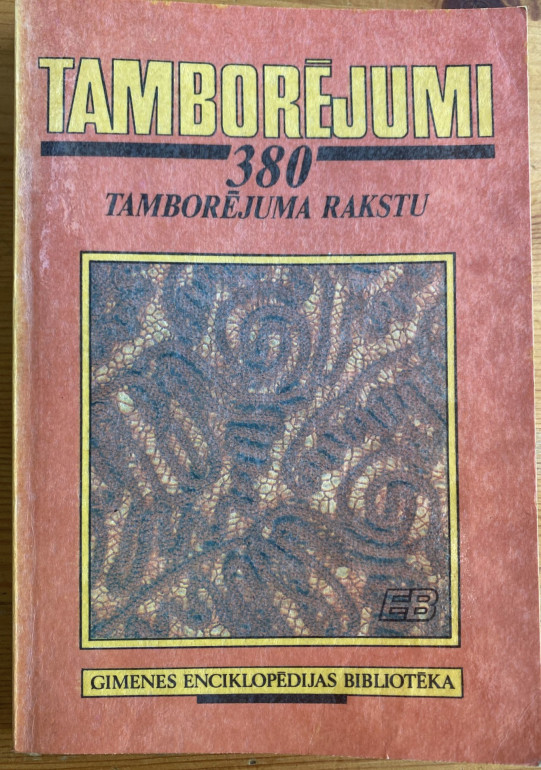 TAMBORĒJUMI
380
TAMBORĒJUMA RAKSTU
EB
GIMENES ENCIKLOPĒDIJAS BIBLIOTĒKA